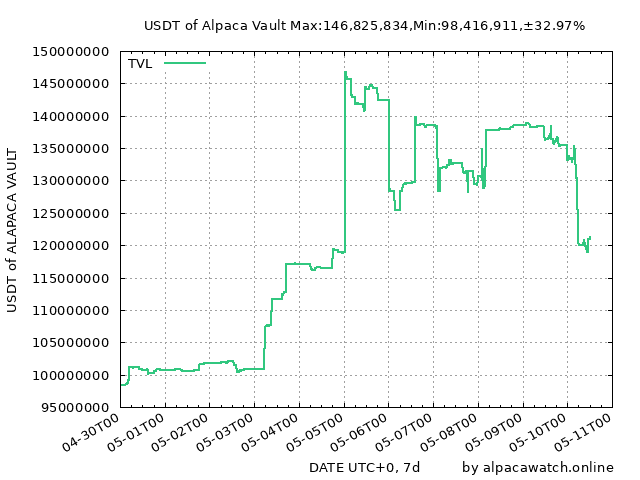 USDT of Alpaca Vault Max:146,825,834,Min:98,416,911,±32.97%
TVL
150000000
145000000
140000000
135000000
130000000
125000000
120000000
115000000
110000000
105000000
100000000
95000000
USDT of ALAPACA VAULT
04-30T00
05-01T00
05-02T00
05-03T00
05-04T00
05-05T00
05-06T00
05-07T00
05-08T00
05-09T00
05-10T00
05-11T00
DATE UTC+0, 7d
by alpacawatch.online